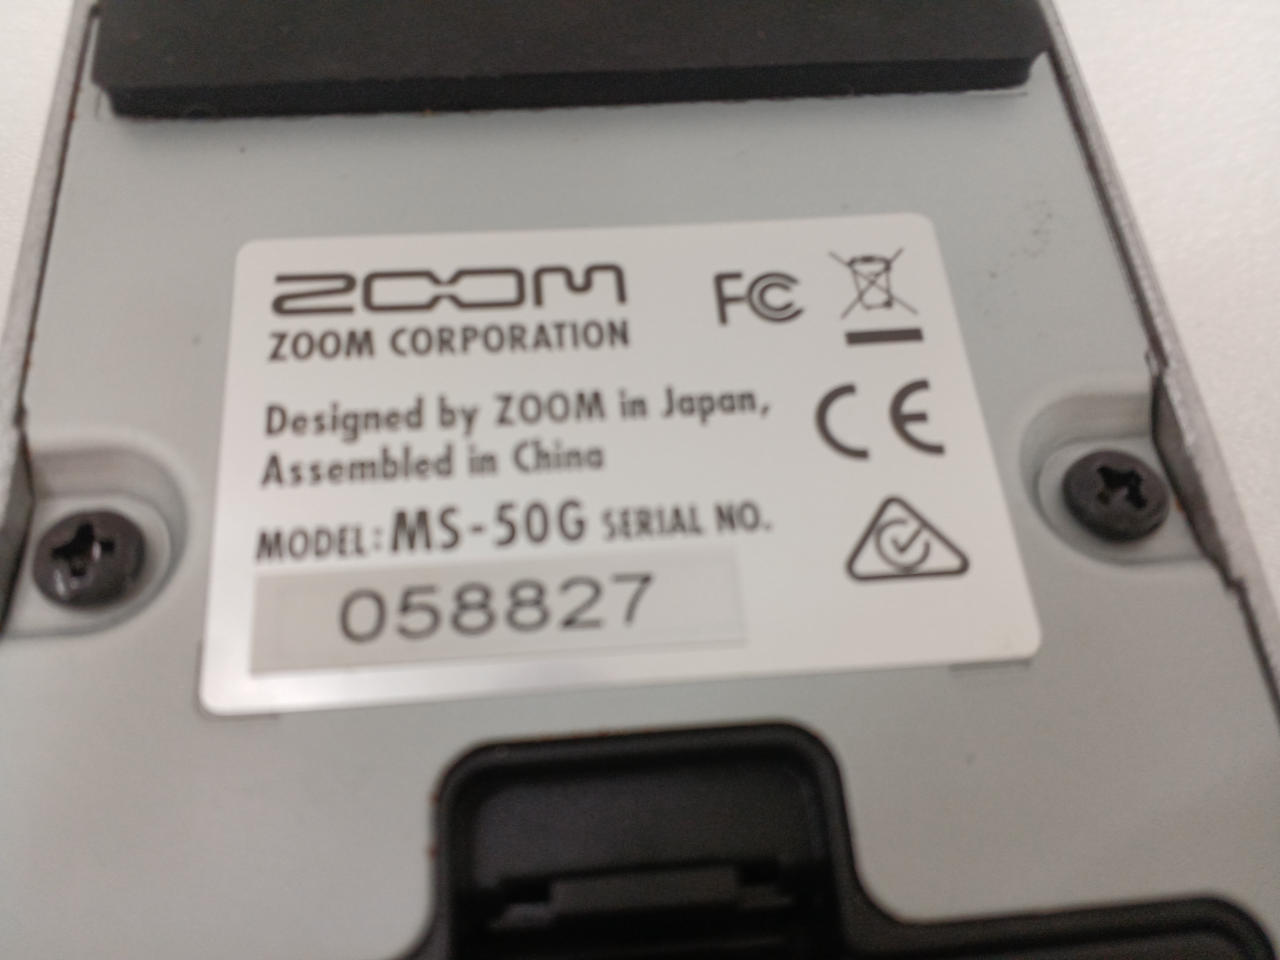 ZOOM
ZOOM CORPORATION
FC
Designed by ZOOM in Japan,
Assembled in China
CE
MODEL: MS-50G SERIAL NO.
058827